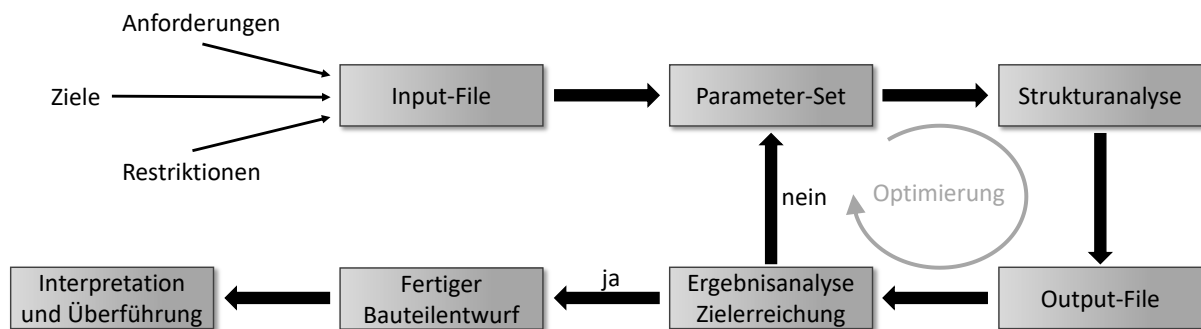 Anforderungen
Ziele
Restriktionen
Input-File
Parameter-Set
Strukturanalyse
nein
Optimierung
Interpretation
und Überführung
Fertiger
Bauteilentwurf
ja
Ergebnisanalyse
Zielerreichung
Output-File